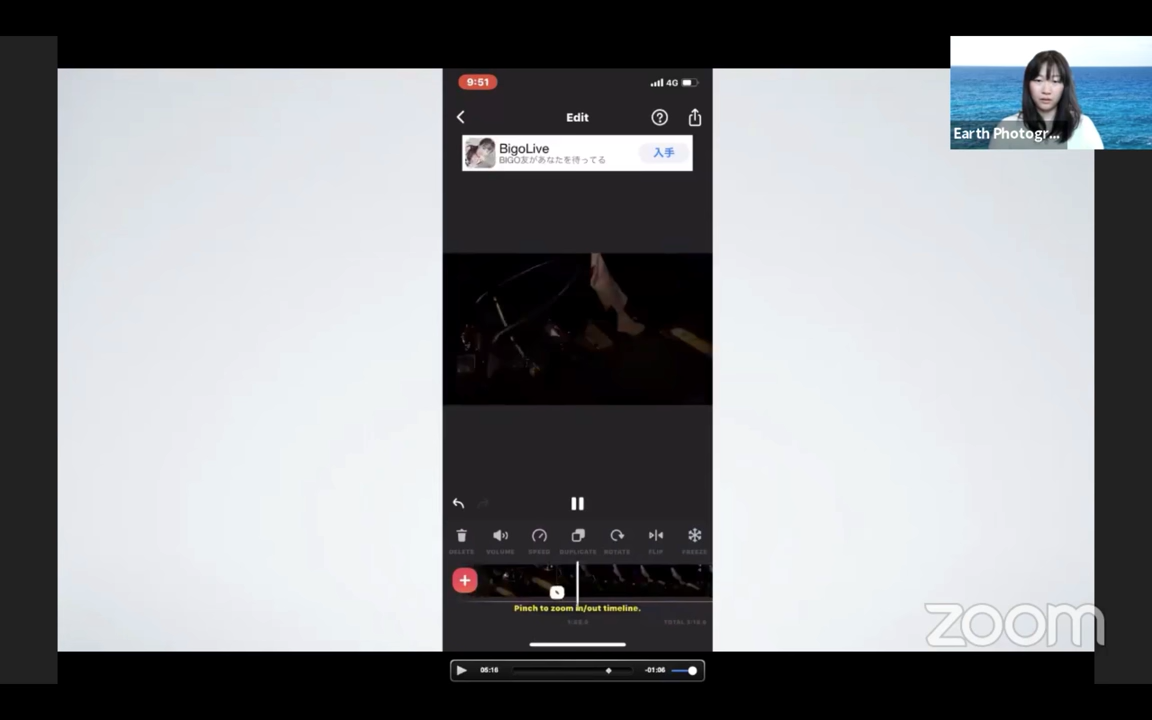 9:51
4G
Edit
BigoLive
BIGO友があなたを待ってる
入手
Earth Photogr...
DELETE VOLUME SPEED DUPLICATE ROTATE FLIP FREEZE
Pinch to zoom in/out timeline.
05:16
-01:06
zoom